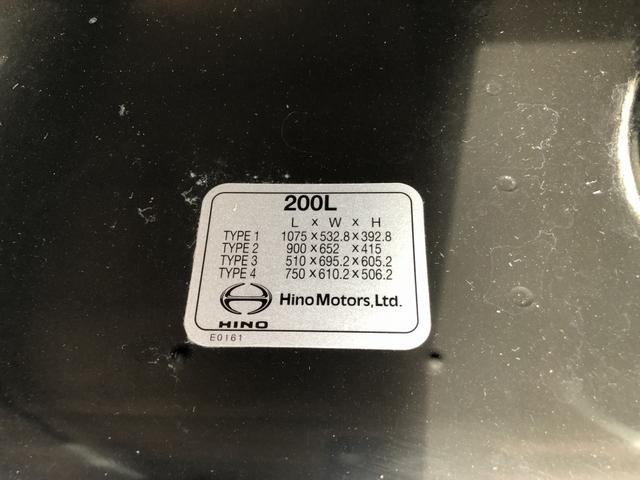 200L
L × W × H
TYPE 1 1075×532.8×392.8
TYPE 2 900×652 ×415
TYPE 3 510×695.2×605.2
TYPE 4 750×610.2×506.2
Hino Motors, Ltd.
HINO
E0161